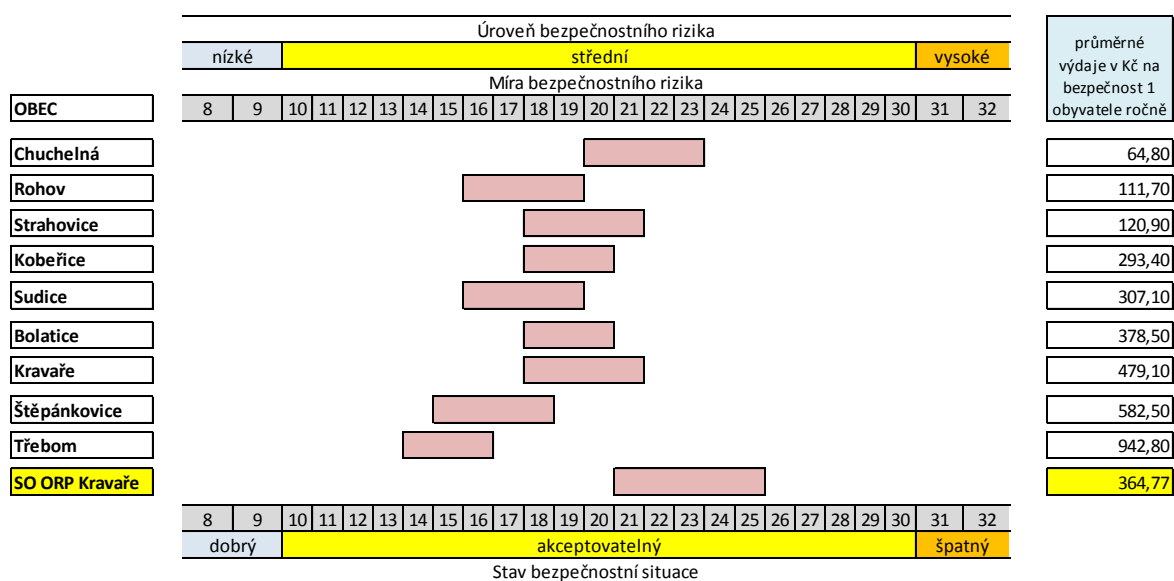 Úroveň bezpečnostního rizika
nízké střední vysoké
Míra bezpečnostního rizika
OBEC 8 9 10 11 12 13 14 15 16 17 18 19 20 21 22 23 24 25 26 27 28 29 30 31 32
průměrné
výdaje v Kč na
bezpečnost 1
obyvatele ročně
Chuchelná 64,80
Rohov 111,70
Strahovice 120,90
Kobeřice 293,40
Sudice 307,10
Bolatice 378,50
Kravaře 479,10
Štěpánkovice 582,50
Třebom 942,80
SO ORP Kravaře 364,77
8 9 10 11 12 13 14 15 16 17 18 19 20 21 22 23 24 25 26 27 28 29 30 31 32
dobrý akceptovatelný špatný
Stav bezpečnostní situace